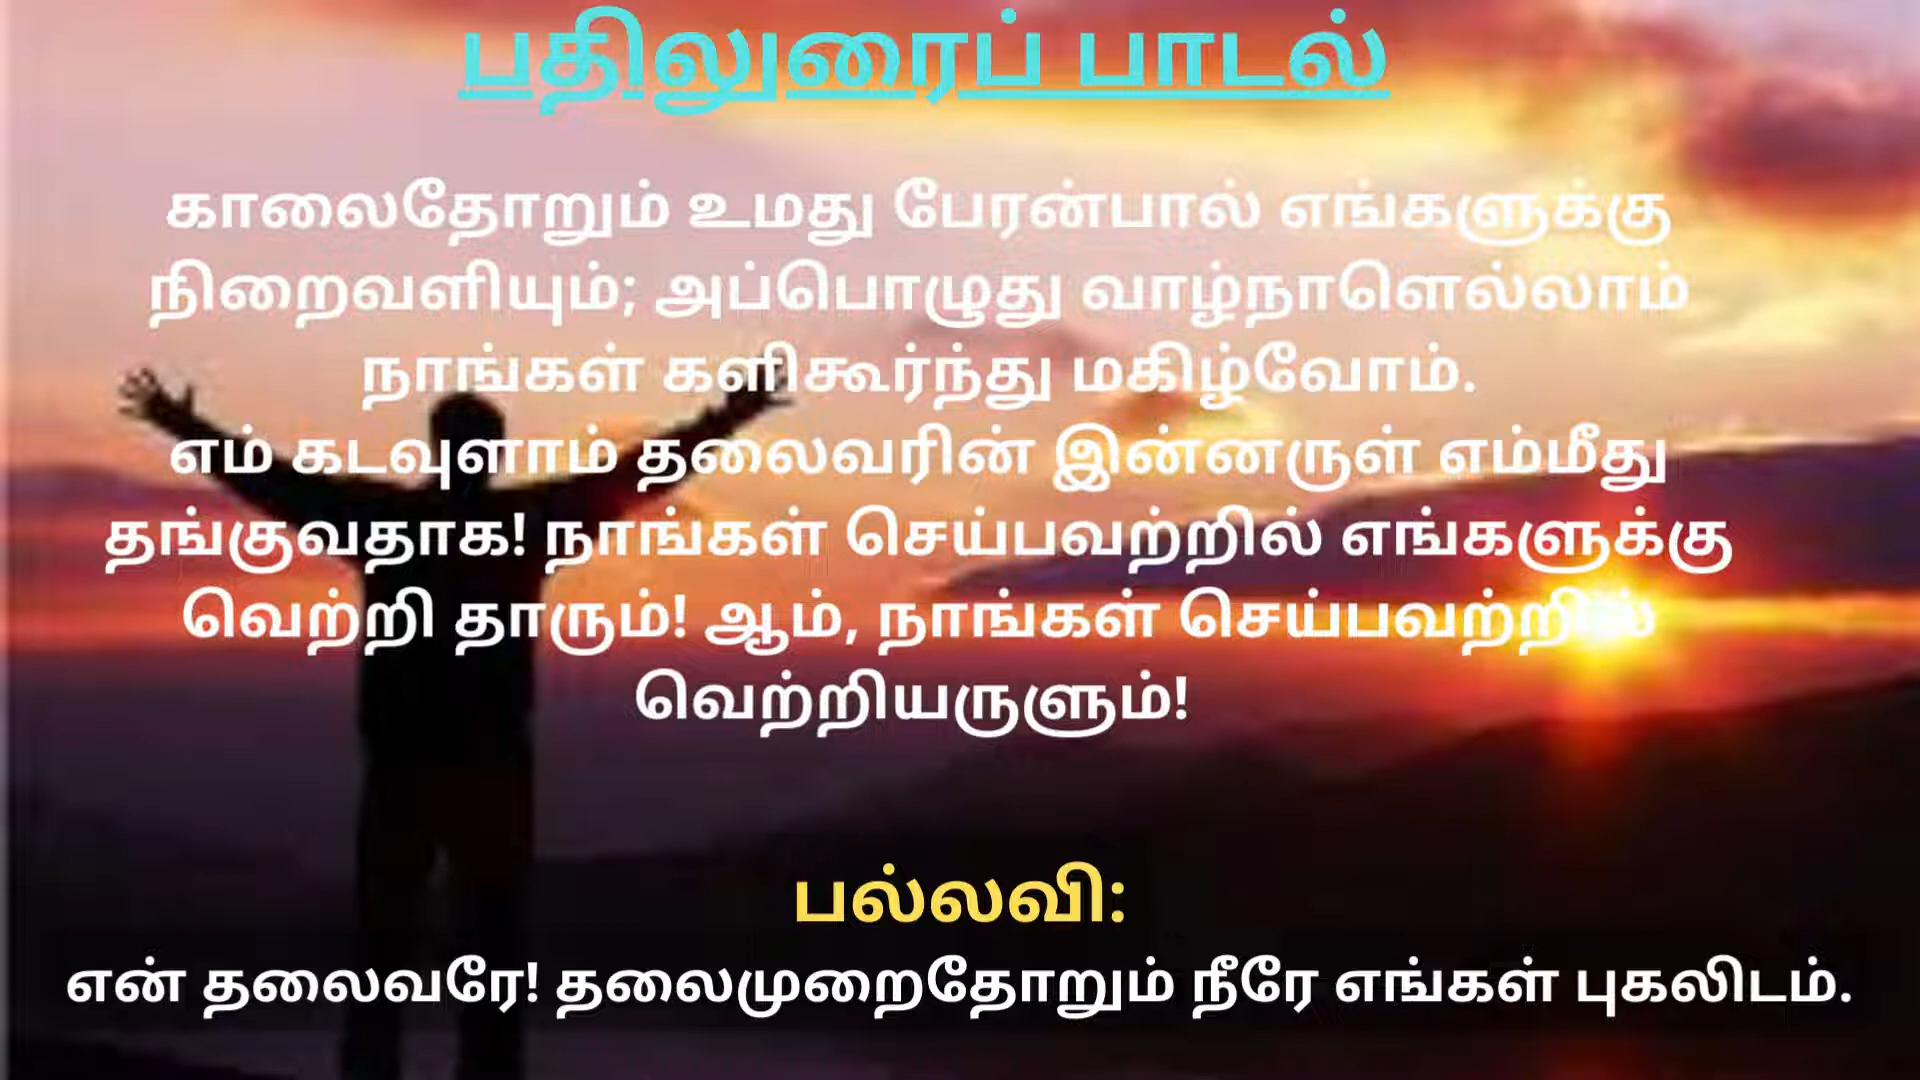 பதிலுரைப் பாடல்
காலைதோறும் உமது பேரன்பால் எங்களுக்கு
நிறைவளியும்; அப்பொழுது வாழ்நாளெல்லாம்
நாங்கள் களிகூர்ந்து மகிழ்வோம்.
எம் கடவுளாம் தலைவரின் இன்னருள் எம்மீது
தங்குவதாக! நாங்கள் செய்பவற்றில் எங்களுக்கு
வெற்றி தாரும்! ஆம், நாங்கள் செய்பவற்றில்
வெற்றியருளும்!
பல்லவி:
என் தலைவரே! தலைமுறைதோறும் நீரே எங்கள் புகலிடம்.